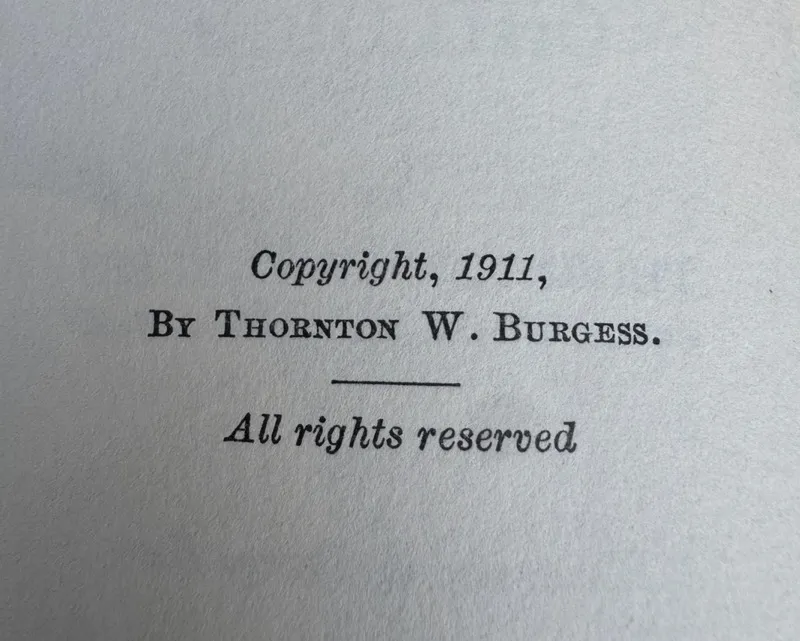 Copyright, 1911,
By Thornton W. Burgess.
All rights reserved